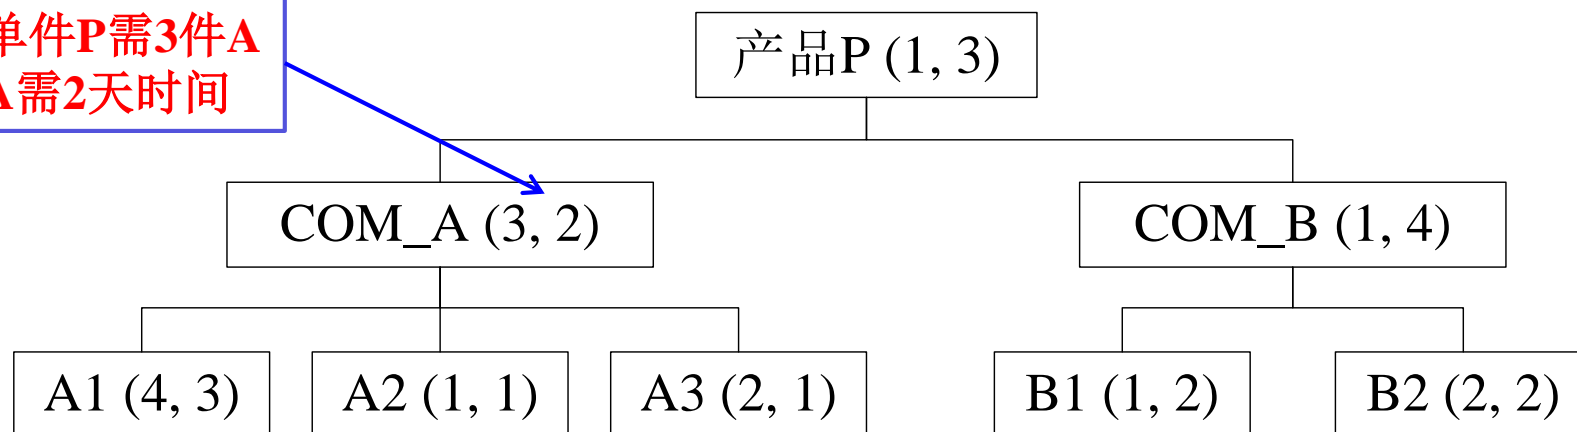 单件P需3件A
A需2天时间
产品P (1, 3)
COM_A (3, 2)
COM_B (1, 4)
A1 (4, 3)
A2 (1, 1)
A3 (2, 1)
B1 (1, 2)
B2 (2, 2)